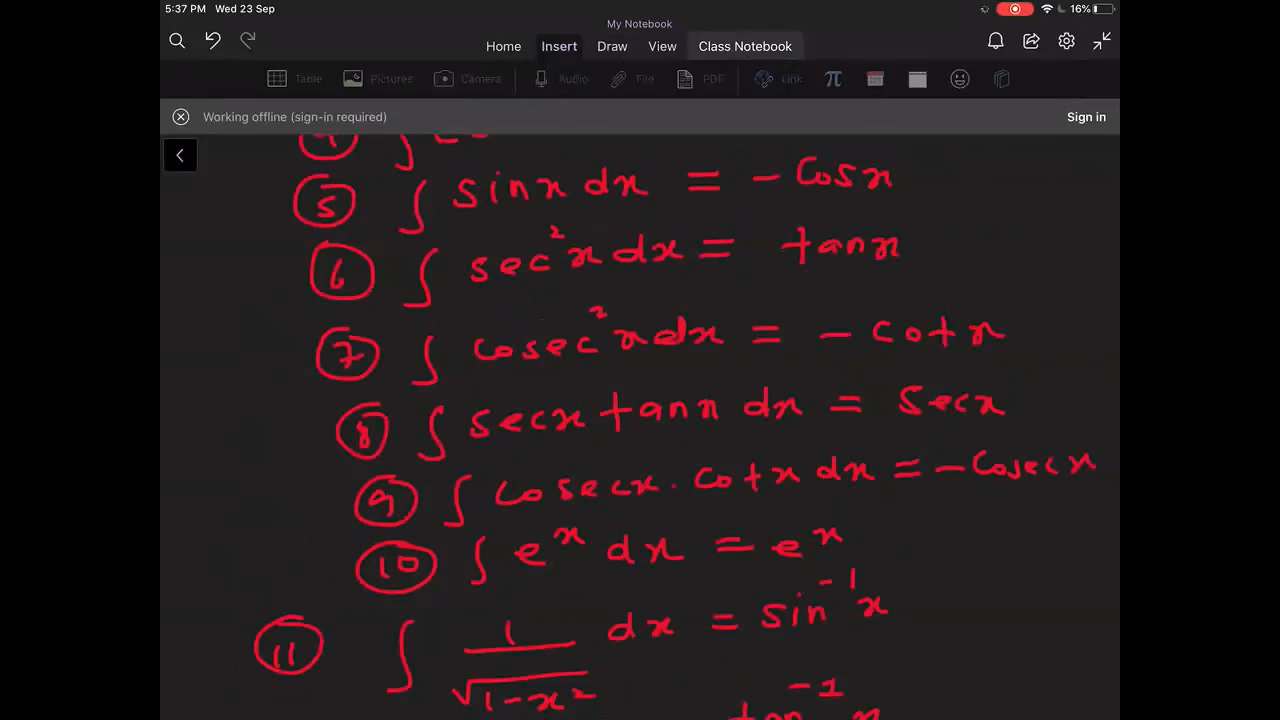 5:37 PM Wed 23 Sep 16%
My Notebook
Home Insert Draw View Class Notebook
Table Pictures Camera Audio File PDF Link π
Working offline (sign-in required) Sign in
⑤ ∫ sinx dx = - Cosx
⑥ ∫ sec²x dx = tanx
⑦ ∫ cosec²x dx = - cotx
⑧ ∫ secx tanx dx = secx
⑨ ∫ cosecx . cotx dx = - cosecx
⑩ ∫ eˣ dx = eˣ
⑪ ∫ 1/√(1-x²) dx = sin⁻¹x
tan⁻¹x